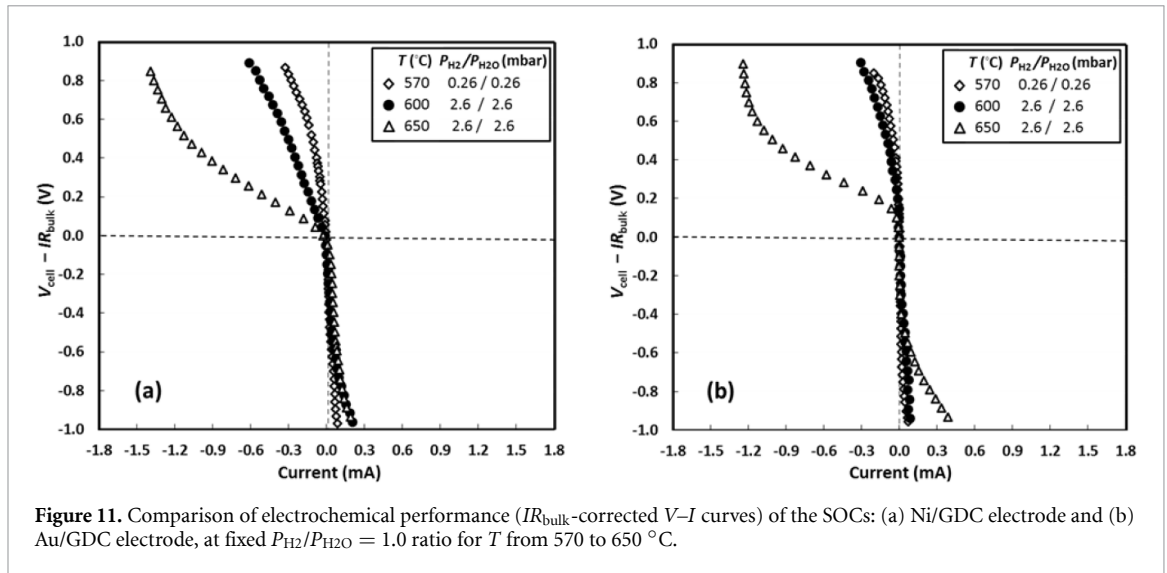 1.0
0.8
0.6
0.4
0.2
0.0
-0.2
-0.4
-0.6
-0.8
-1.0
V_cell − IR_bulk (V)
T (°C) P_H2/P_H2O (mbar)
570 0.26 / 0.26
600 2.6 / 2.6
650 2.6 / 2.6
(a)
-1.8 -1.5 -1.2 -0.9 -0.6 -0.3 0.0 0.3 0.6 0.9 1.2 1.5 1.8
Current (mA)
1.0
0.8
0.6
0.4
0.2
0.0
-0.2
-0.4
-0.6
-0.8
-1.0
V_cell − IR_bulk (V)
T (°C) P_H2/P_H2O (mbar)
570 0.26 / 0.26
600 2.6 / 2.6
650 2.6 / 2.6
(b)
-1.8 -1.5 -1.2 -0.9 -0.6 -0.3 0.0 0.3 0.6 0.9 1.2 1.5 1.8
Current (mA)
Figure 11. Comparison of electrochemical performance (IR_bulk-corrected V–I curves) of the SOCs: (a) Ni/GDC electrode and (b)
Au/GDC electrode, at fixed P_H2/P_H2O = 1.0 ratio for T from 570 to 650 °C.